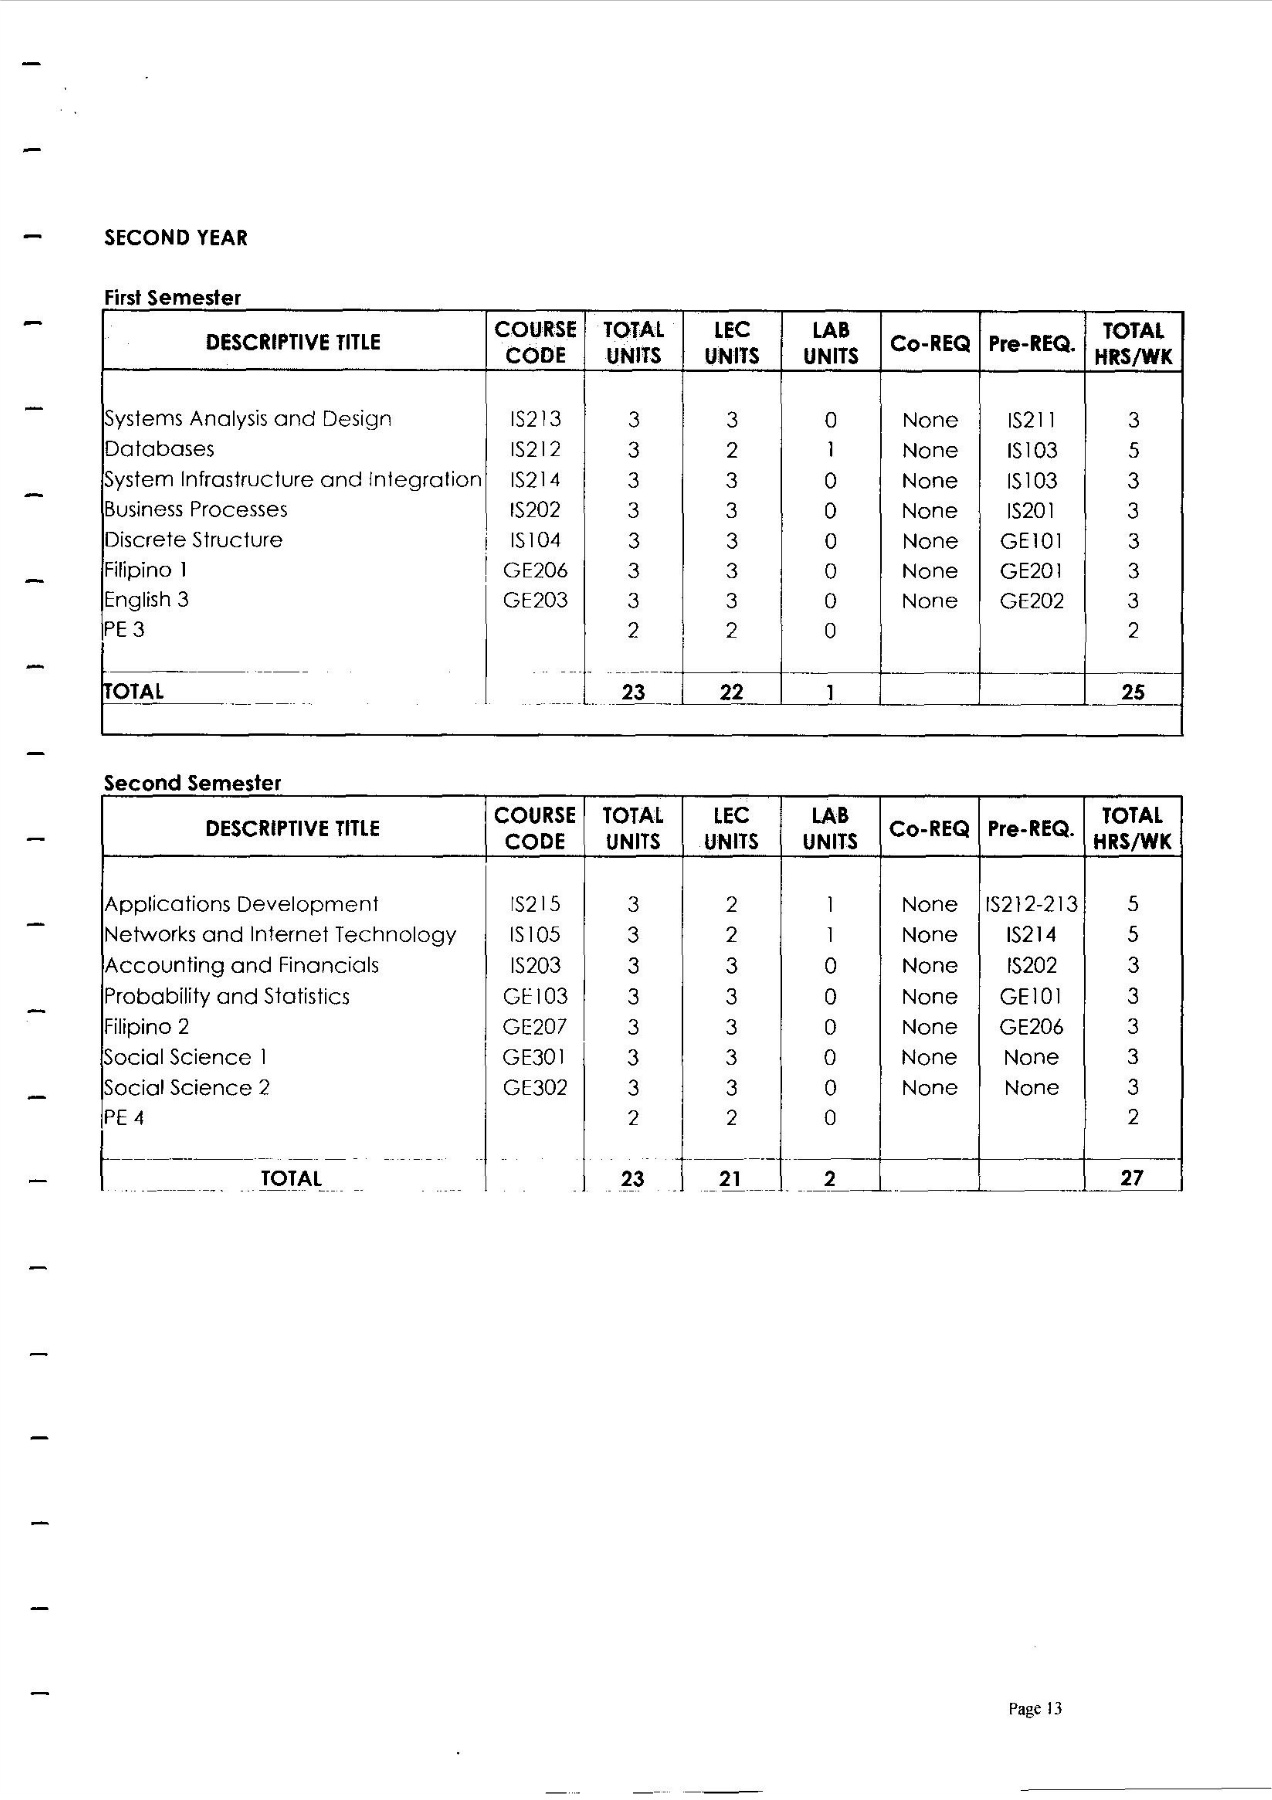 SECOND YEAR
First Semester
DESCRIPTIVE TITLE COURSE CODE TOTAL UNITS LEC UNITS LAB UNITS Co-REQ Pre-REQ. TOTAL HRS/WK
Systems Analysis and Design IS213 3 3 0 None IS211 3
Databases IS212 3 2 1 None IS103 5
System Infrastructure and Integration IS214 3 3 0 None IS103 3
Business Processes IS202 3 3 0 None IS201 3
Discrete Structure IS104 3 3 0 None GE101 3
Filipino 1 GE206 3 3 0 None GE201 3
English 3 GE203 3 3 0 None GE202 3
PE 3 2 2 0 2
TOTAL 23 22 1 25
Second Semester
DESCRIPTIVE TITLE COURSE CODE TOTAL UNITS LEC UNITS LAB UNITS Co-REQ Pre-REQ. TOTAL HRS/WK
Applications Development IS215 3 2 1 None IS212-213 5
Networks and Internet Technology IS105 3 2 1 None IS214 5
Accounting and Financials IS203 3 3 0 None IS202 3
Probability and Statistics GE103 3 3 0 None GE101 3
Filipino 2 GE207 3 3 0 None GE206 3
Social Science 1 GE301 3 3 0 None None 3
Social Science 2 GE302 3 3 0 None None 3
PE 4 2 2 0 2
TOTAL 23 21 2 27
Page 13